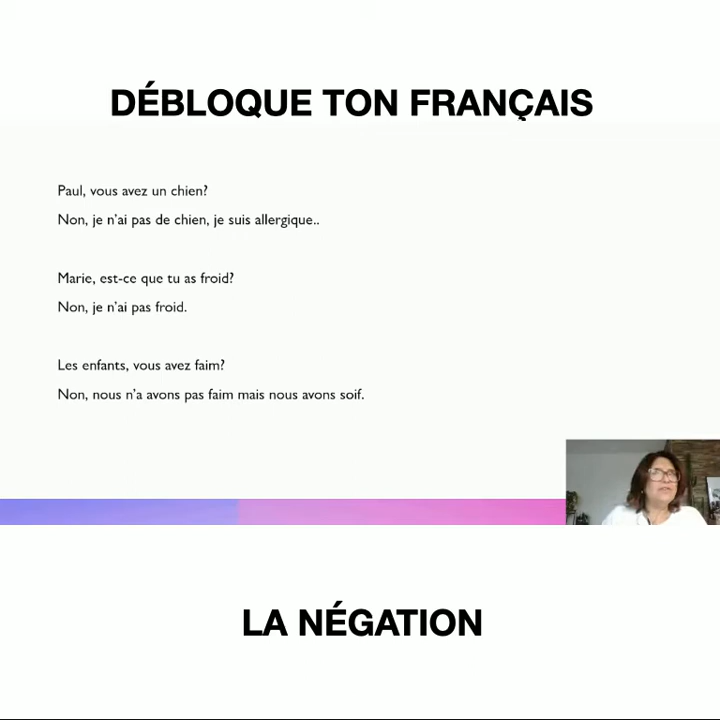 DÉBLOQUE TON FRANÇAIS
Paul, vous avez un chien?
Non, je n'ai pas de chien, je suis allergique..
Marie, est-ce que tu as froid?
Non, je n'ai pas froid.
Les enfants, vous avez faim?
Non, nous n'a avons pas faim mais nous avons soif.
LA NÉGATION